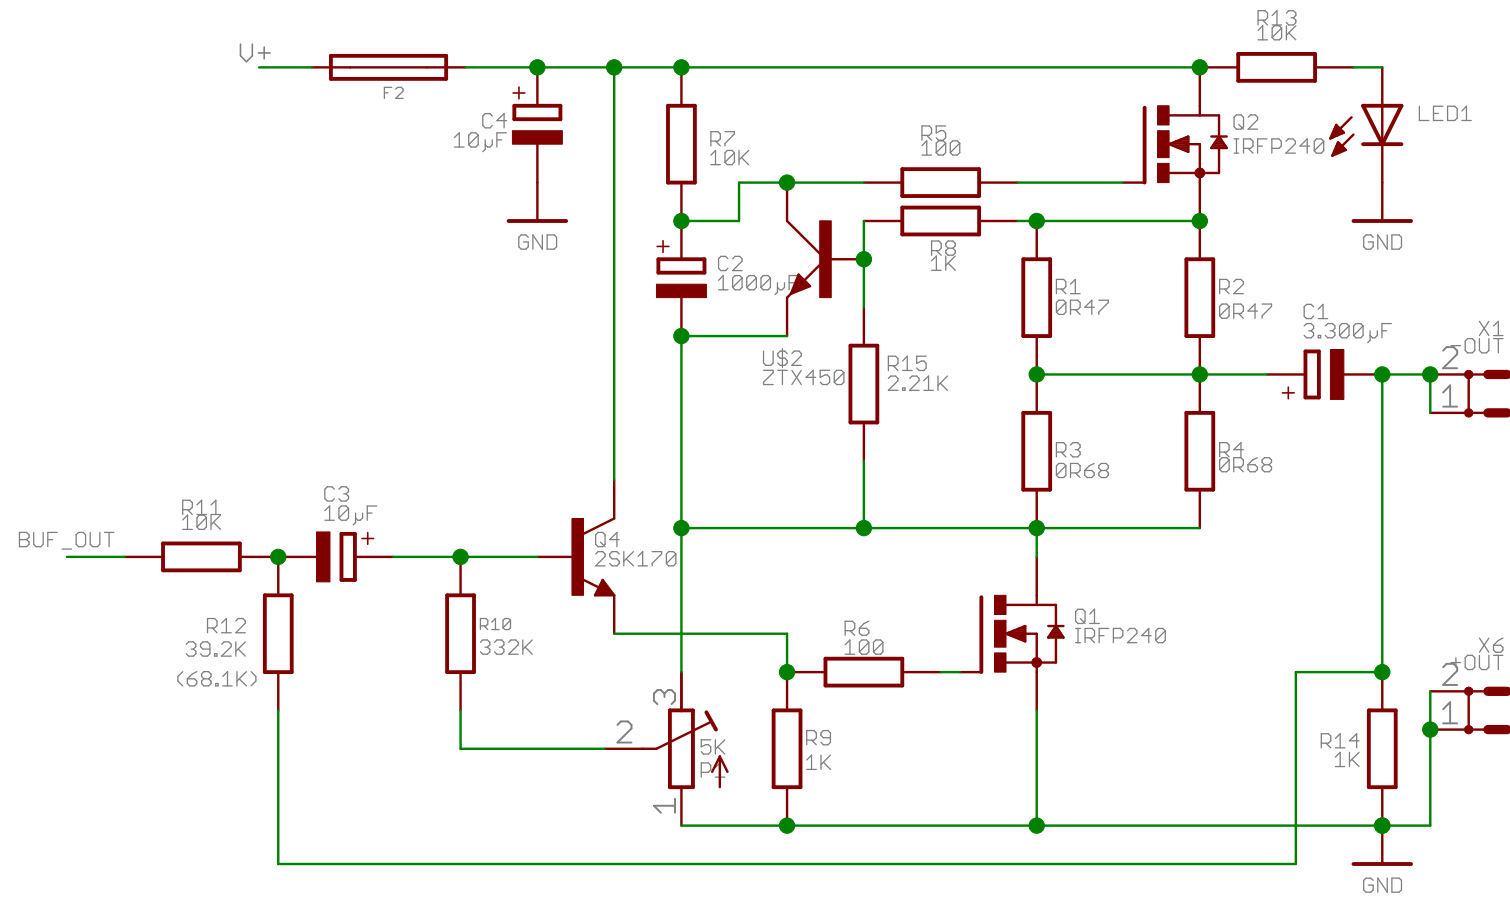 V+
F2
R13
10K
C4
10µF
GND
R7
10K
R5
100
Q2
IRFP240
LED1
GND
R8
1K
C2
1000µF
R1
0R47
R2
0R47
C1
3.300µF
X1
-OUT
2
1
U$2
ZTX450
R15
2.21K
R3
0R68
R4
0R68
R11
10K
C3
10µF
BUF_OUT
Q4
2SK170
R12
39.2K
(68.1K)
R10
332K
R6
100
Q1
IRFP240
X6
+OUT
2
1
3
2
5K
1
R9
1K
R14
1K
GND